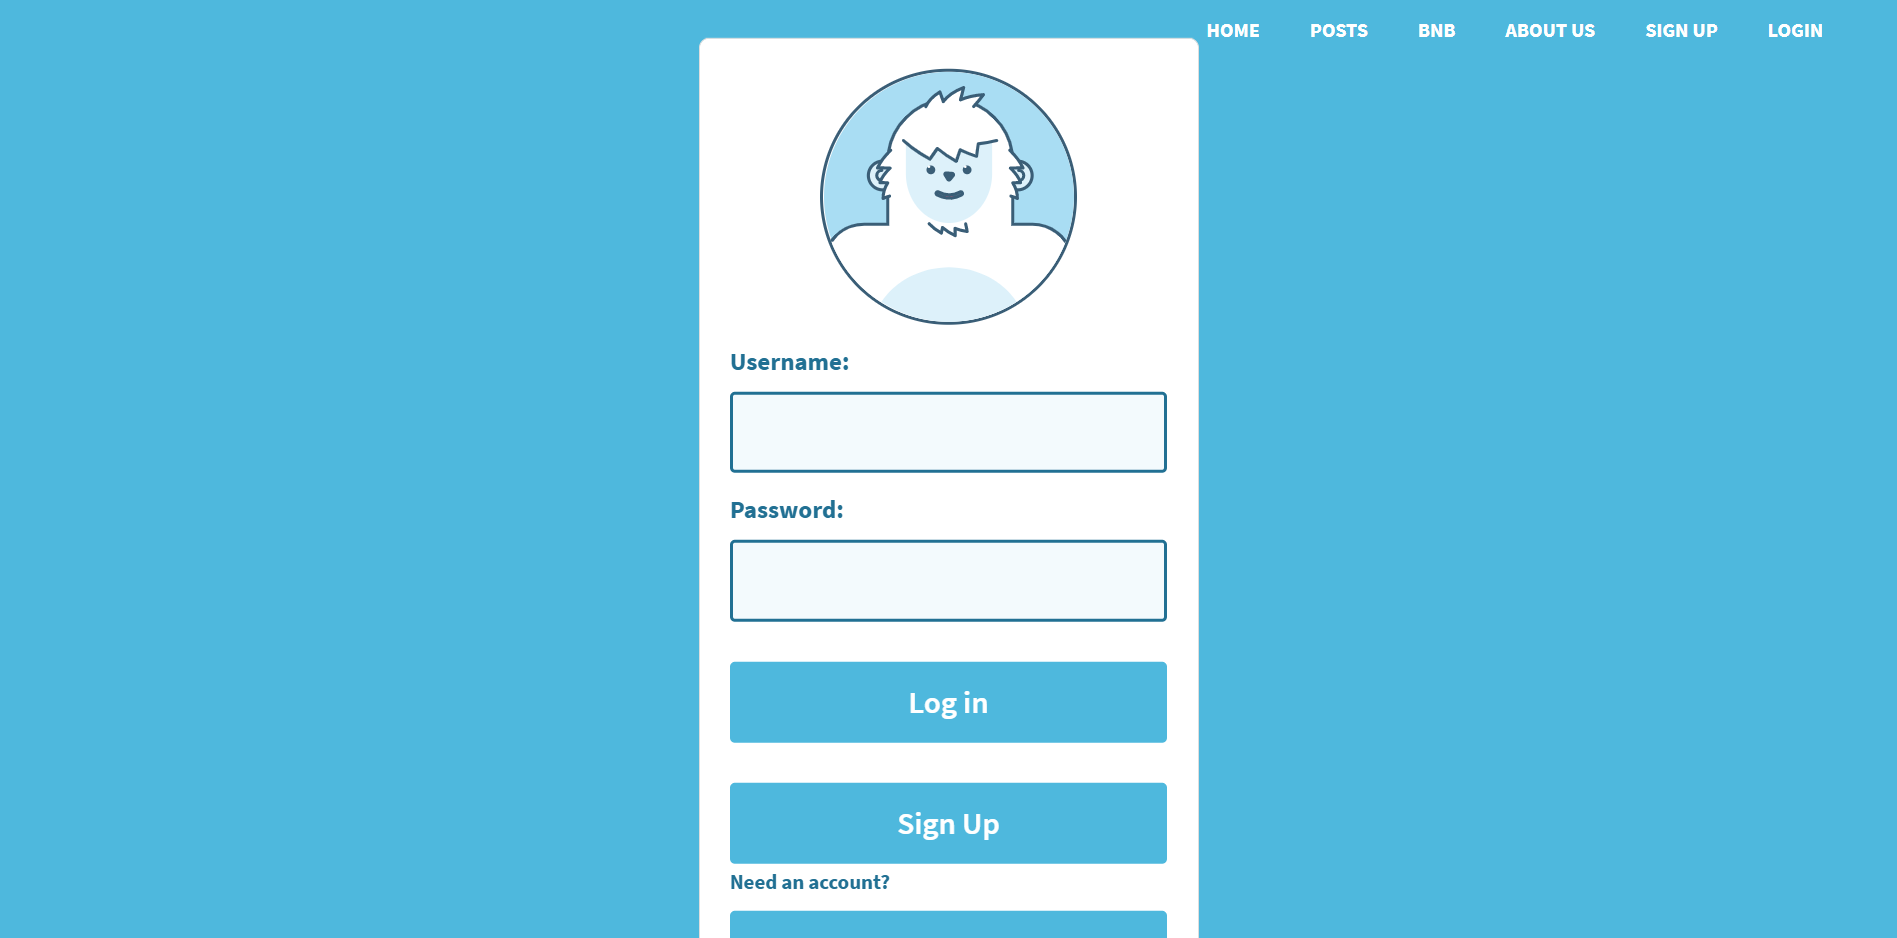 HOME POSTS BNB ABOUT US SIGN UP LOGIN
Username:
Password:
Log in
Sign Up
Need an account?